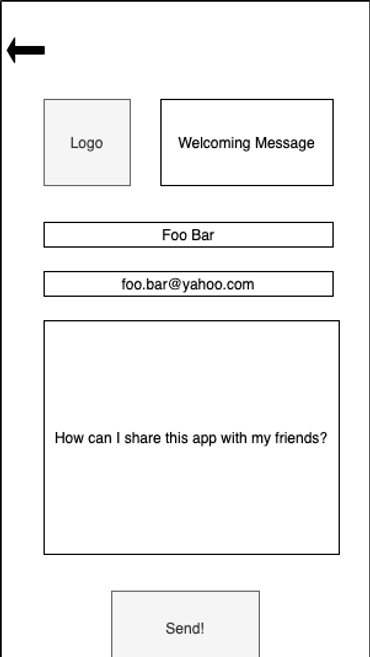 Logo
Welcoming Message
Foo Bar
foo.bar@yahoo.com
How can I share this app with my friends?
Send!